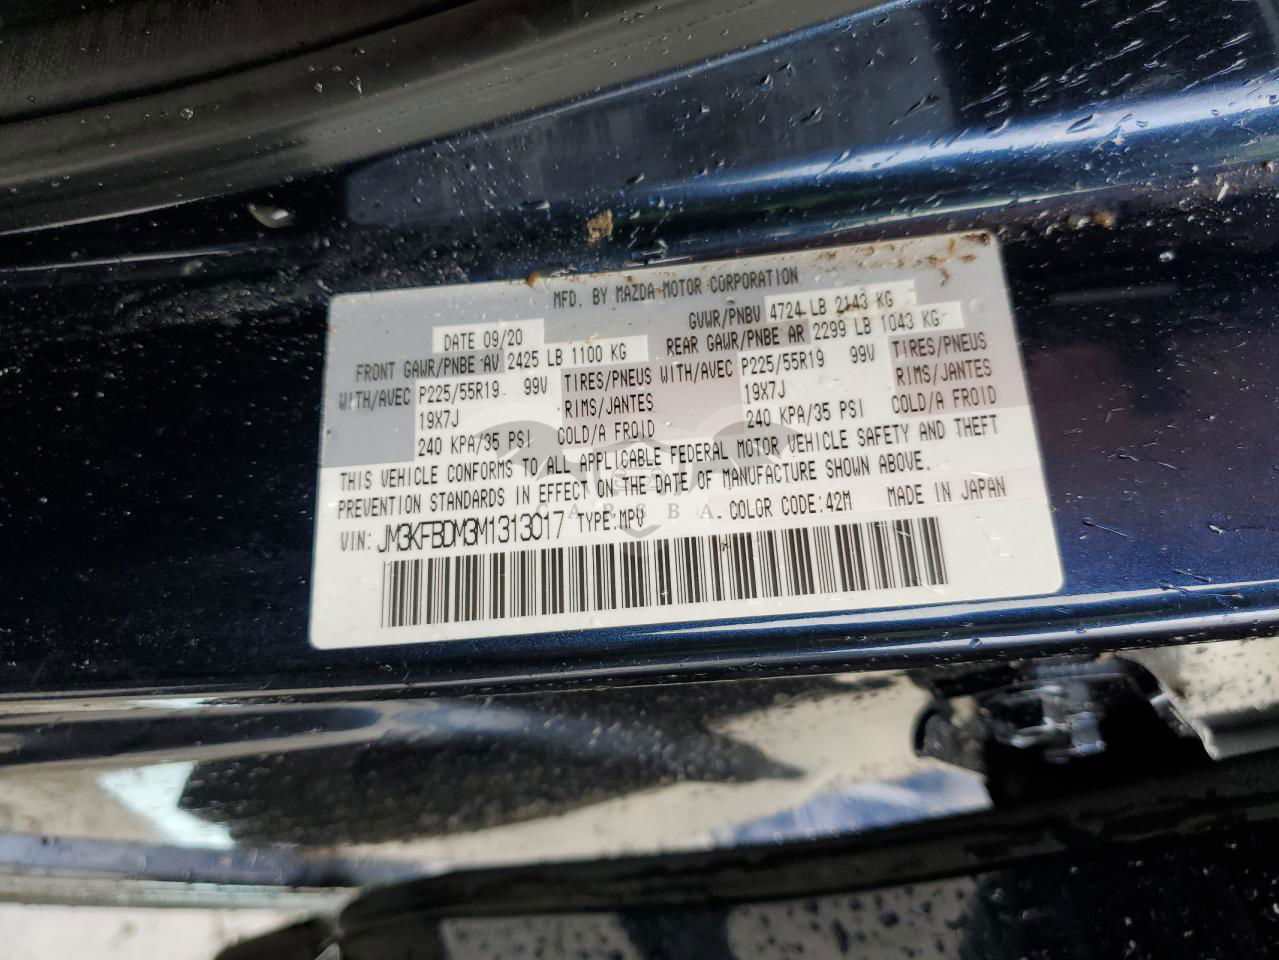 MFD. BY MAZDA MOTOR CORPORATION
DATE 09/20 GVWR/PNBV 4724 LB 2143 KG
FRONT GAWR/PNBE AV 2425 LB 1100 KG REAR GAWR/PNBE AR 2299 LB 1043 KG
WITH/AVEC P225/55R19 99V TIRES/PNEUS WITH/AVEC P225/55R19 99V TIRES/PNEUS
19X7J RIMS/JANTES 19X7J RIMS/JANTES
240 KPA/35 PSI COLD/A FROID 240 KPA/35 PSI COLD/A FROID
THIS VEHICLE CONFORMS TO ALL APPLICABLE FEDERAL MOTOR VEHICLE SAFETY AND THEFT
PREVENTION STANDARDS IN EFFECT ON THE DATE OF MANUFACTURE SHOWN ABOVE.
VIN: JM3KFBDM3M1313017 TYPE:MPV COLOR CODE:42M MADE IN JAPAN